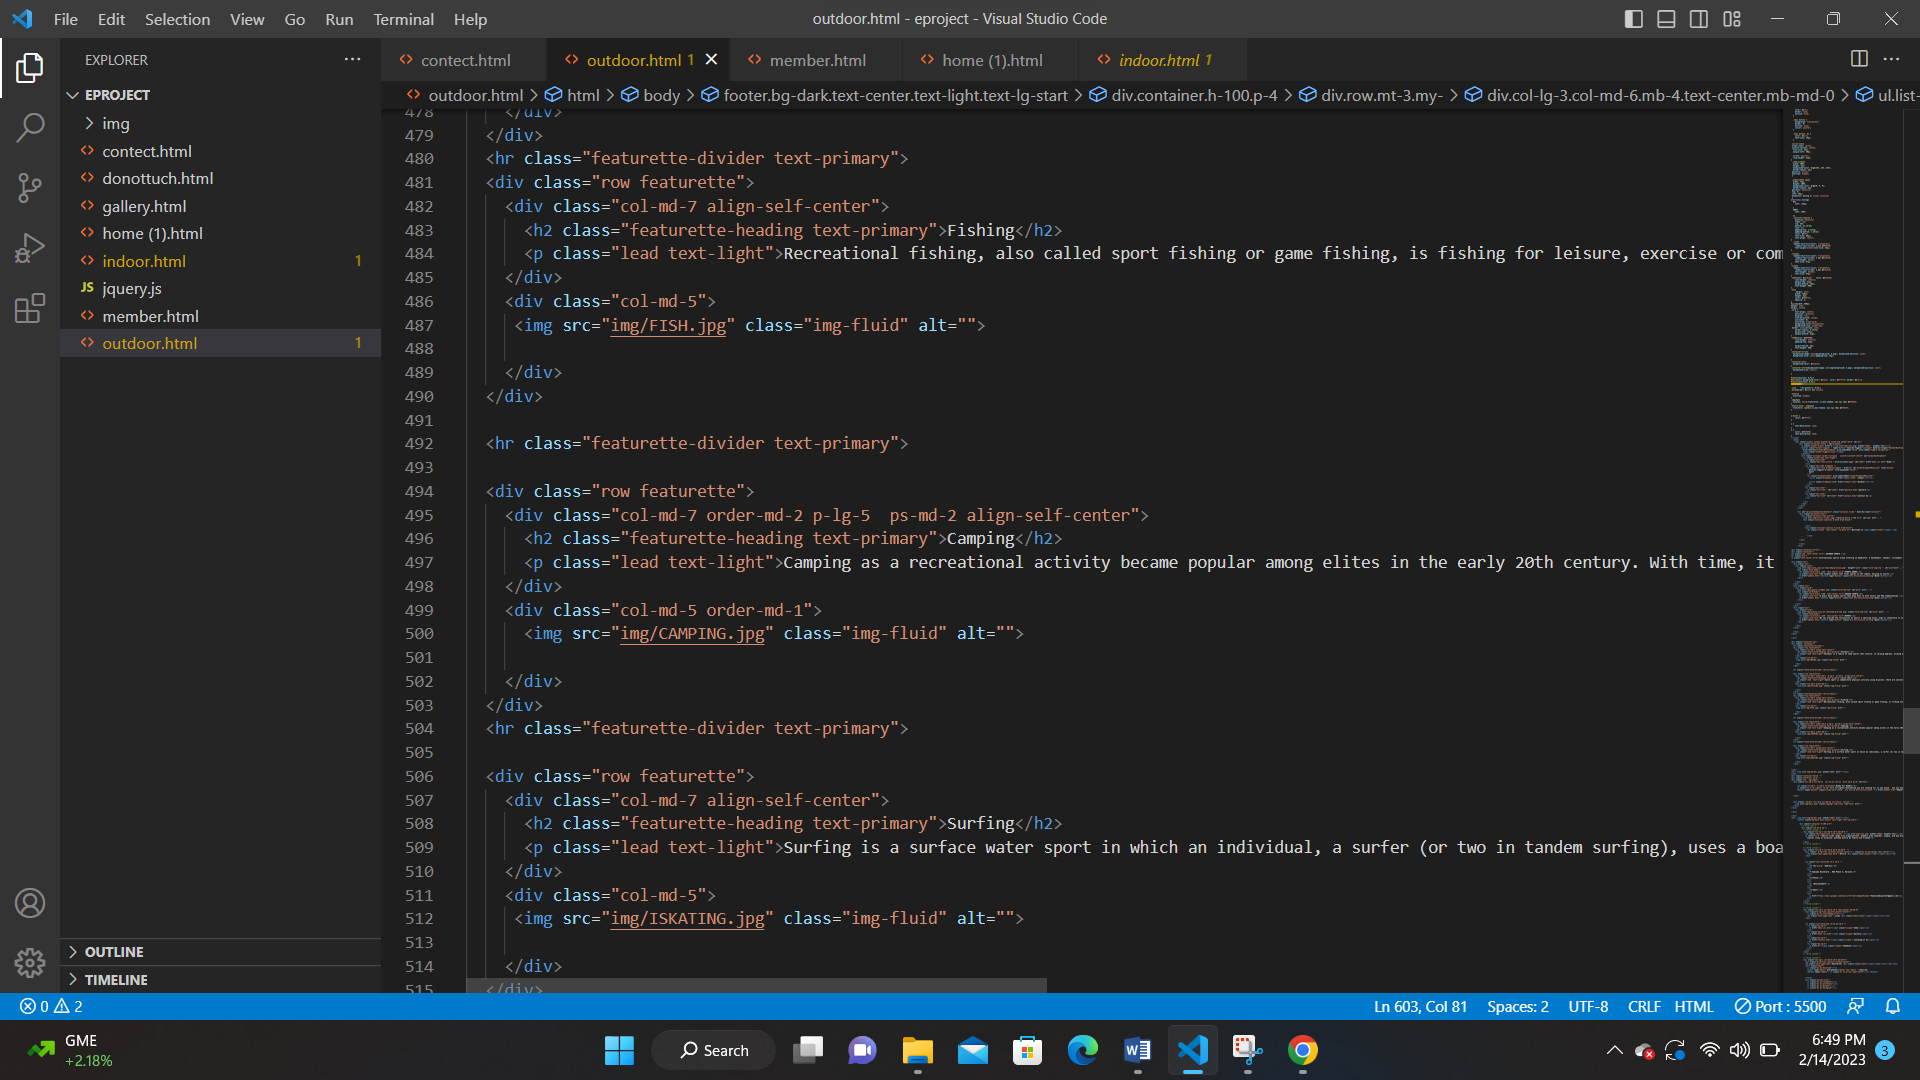 File Edit Selection View Go Run Terminal Help
outdoor.html - eproject - Visual Studio Code
EXPLORER
EPROJECT
img
contect.html
donottuch.html
gallery.html
home (1).html
indoor.html 1
JS jquery.js
member.html
outdoor.html 1
OUTLINE
TIMELINE
contect.html outdoor.html 1 member.html home (1).html indoor.html 1
outdoor.html > html > body > footer.bg-dark.text-center.text-light.text-lg-start > div.container.h-100.p-4 > div.row.mt-3.my- > div.col-lg-3.col-md-6.mb-4.text-center.mb-md-0 > ul.list-
478 </div>
479 </div>
480 <hr class="featurette-divider text-primary">
481 <div class="row featurette">
482 <div class="col-md-7 align-self-center">
483 <h2 class="featurette-heading text-primary">Fishing</h2>
484 <p class="lead text-light">Recreational fishing, also called sport fishing or game fishing, is fishing for leisure, exercise or com
485 </div>
486 <div class="col-md-5">
487 <img src="img/FISH.jpg" class="img-fluid" alt="">
488
489 </div>
490 </div>
491
492 <hr class="featurette-divider text-primary">
493
494 <div class="row featurette">
495 <div class="col-md-7 order-md-2 p-lg-5  ps-md-2 align-self-center">
496 <h2 class="featurette-heading text-primary">Camping</h2>
497 <p class="lead text-light">Camping as a recreational activity became popular among elites in the early 20th century. With time, it
498 </div>
499 <div class="col-md-5 order-md-1">
500 <img src="img/CAMPING.jpg" class="img-fluid" alt="">
501
502 </div>
503 </div>
504 <hr class="featurette-divider text-primary">
505
506 <div class="row featurette">
507 <div class="col-md-7 align-self-center">
508 <h2 class="featurette-heading text-primary">Surfing</h2>
509 <p class="lead text-light">Surfing is a surface water sport in which an individual, a surfer (or two in tandem surfing), uses a boa
510 </div>
511 <div class="col-md-5">
512 <img src="img/ISKATING.jpg" class="img-fluid" alt="">
513
514 </div>
515 </div>
0 2 Ln 603, Col 81 Spaces: 2 UTF-8 CRLF HTML Port : 5500
GME
+2.18%
Search
6:49 PM
2/14/2023
3